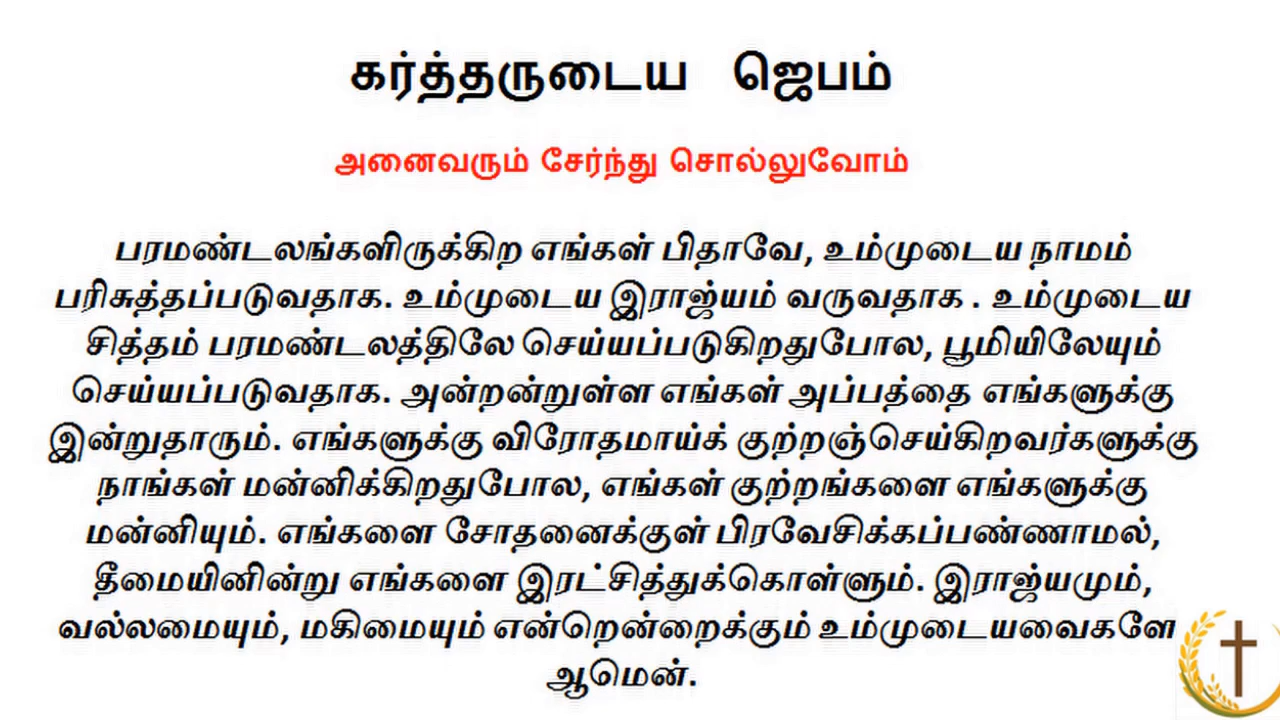 கர்த்தருடைய ஜெபம்
அனைவரும் சேர்ந்து சொல்லுவோம்
பரமண்டலங்களிருக்கிற எங்கள் பிதாவே, உம்முடைய நாமம்
பரிசுத்தப்படுவதாக. உம்முடைய இராஜ்யம் வருவதாக . உம்முடைய
சித்தம் பரமண்டலத்திலே செய்யப்படுகிறதுபோல, பூமியிலேயும்
செய்யப்படுவதாக. அன்றன்றுள்ள எங்கள் அப்பத்தை எங்களுக்கு
இன்றுதாரும். எங்களுக்கு விரோதமாய்க் குற்றஞ்செய்கிறவர்களுக்கு
நாங்கள் மன்னிக்கிறதுபோல, எங்கள் குற்றங்களை எங்களுக்கு
மன்னியும். எங்களை சோதனைக்குள் பிரவேசிக்கப்பண்ணாமல்,
தீமையினின்று எங்களை இரட்சித்துக்கொள்ளும். இராஜ்யமும்,
வல்லமையும், மகிமையும் என்றென்றைக்கும் உம்முடையவைகளே
ஆமென்.